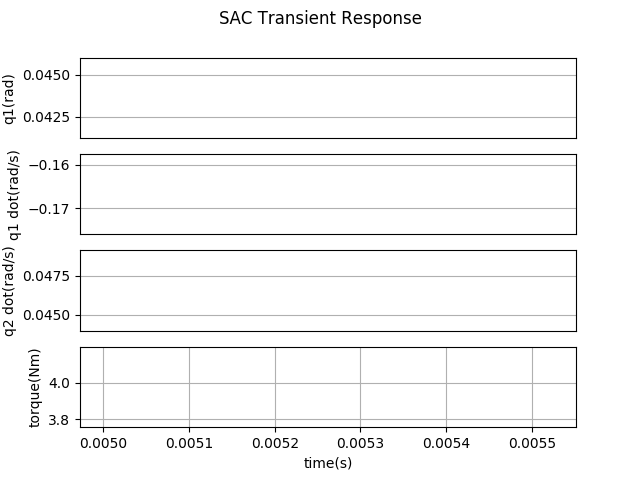 SAC Transient Response
q1(rad)
0.0450
0.0425
q1 dot(rad/s)
−0.16
−0.17
q2 dot(rad/s)
0.0475
0.0450
torque(Nm)
4.0
3.8
0.0050 0.0051 0.0052 0.0053 0.0054 0.0055
time(s)